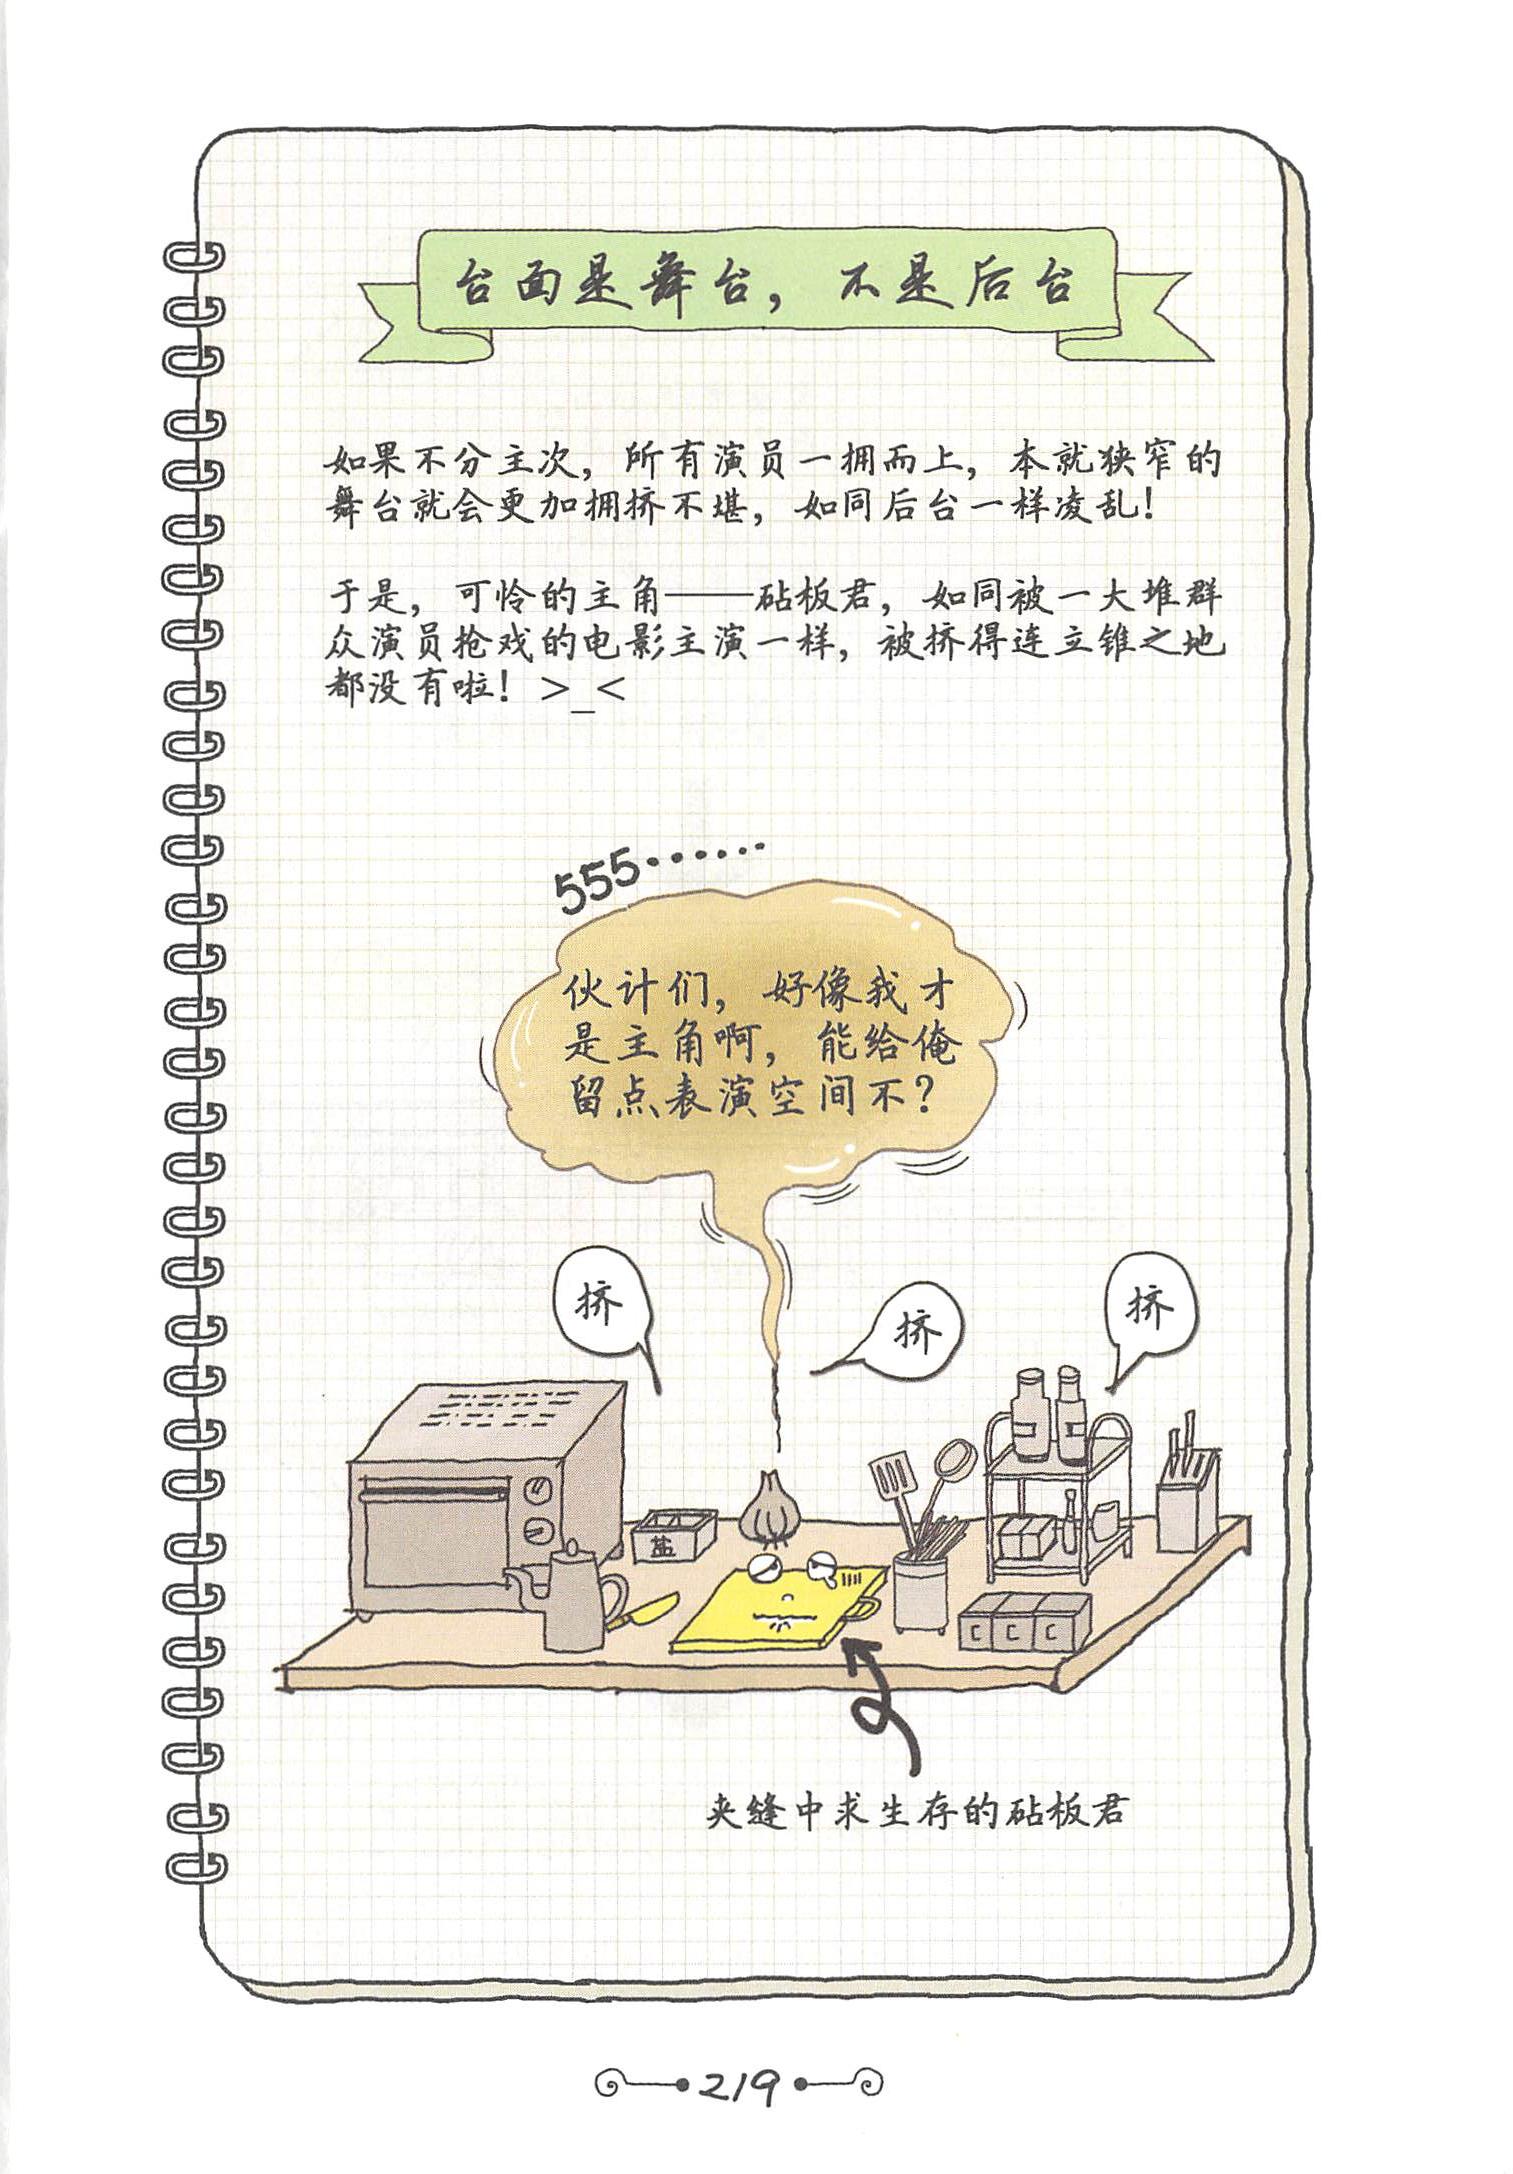 台面是舞台，不是后台
如果不分主次，所有演员一拥而上，本就狭窄的
舞台就会更加拥挤不堪，如同后台一样凌乱！
于是，可怜的主角——砧板君，如同被一大堆群
众演员抢戏的电影主演一样，被挤得连立锥之地
都没有啦！>_<
555······
伙计们，好像我才
是主角啊，能给俺
留点表演空间不？
挤
挤
挤
盐
C C C
夹缝中求生存的砧板君
219